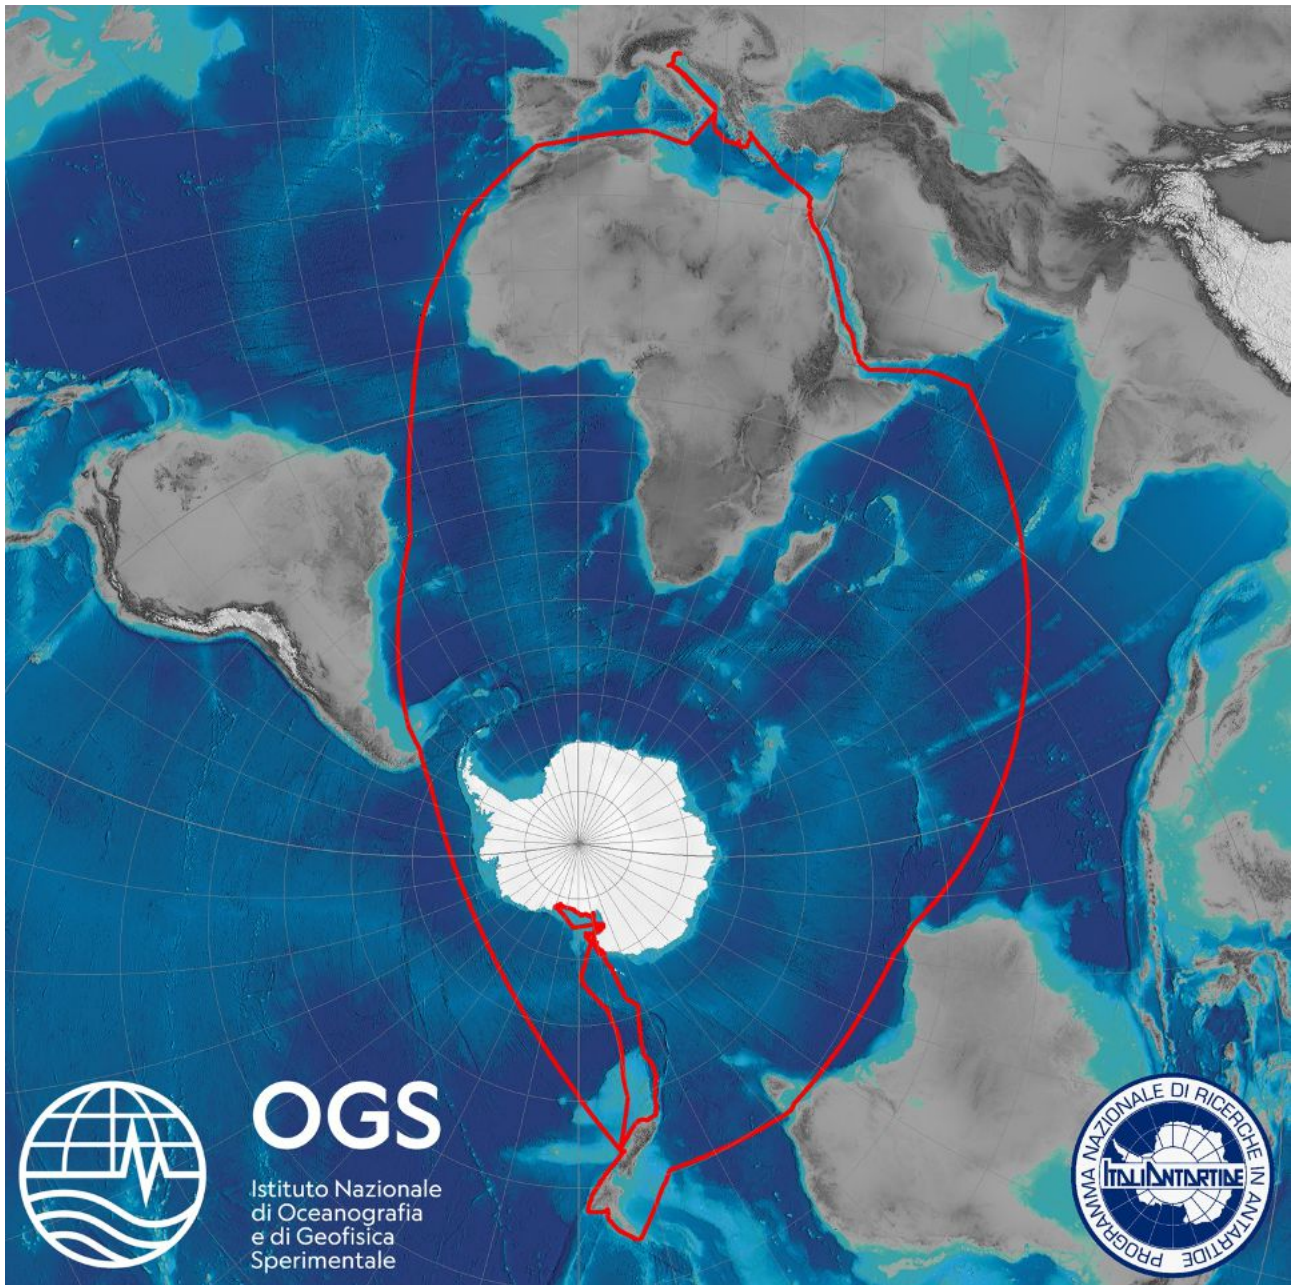 OGS
Istituto Nazionale
di Oceanografia
e di Geofisica
Sperimentale
PROGRAMMA NAZIONALE DI RICERCHE IN ANTARTIDE
ITALIANTARTIDE